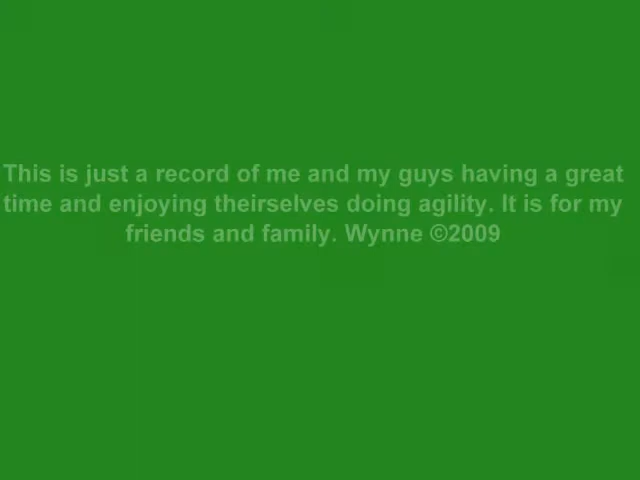 This is just a record of me and my guys having a great
time and enjoying theirselves doing agility. It is for my
friends and family. Wynne ©2009